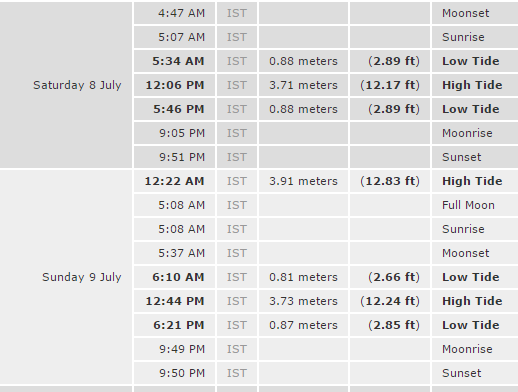 4:47 AM IST Moonset
5:07 AM IST Sunrise
5:34 AM IST 0.88 meters (2.89 ft) Low Tide
Saturday 8 July 12:06 PM IST 3.71 meters (12.17 ft) High Tide
5:46 PM IST 0.88 meters (2.89 ft) Low Tide
9:05 PM IST Moonrise
9:51 PM IST Sunset
12:22 AM IST 3.91 meters (12.83 ft) High Tide
5:08 AM IST Full Moon
5:08 AM IST Sunrise
5:37 AM IST Moonset
Sunday 9 July 6:10 AM IST 0.81 meters (2.66 ft) Low Tide
12:44 PM IST 3.73 meters (12.24 ft) High Tide
6:21 PM IST 0.87 meters (2.85 ft) Low Tide
9:49 PM IST Moonrise
9:50 PM IST Sunset